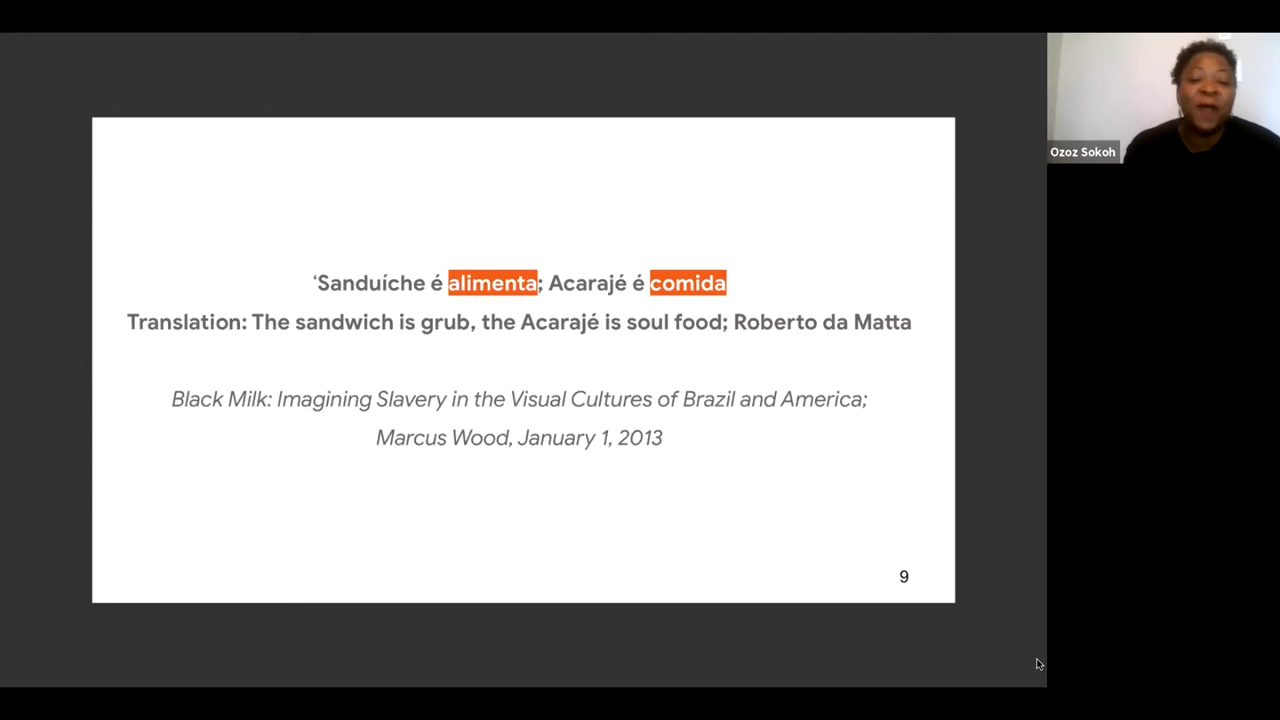 ‘Sanduíche é alimenta; Acarajé é comida
Translation: The sandwich is grub, the Acarajé is soul food; Roberto da Matta
Black Milk: Imagining Slavery in the Visual Cultures of Brazil and America;
Marcus Wood, January 1, 2013
9
Ozoz Sokoh